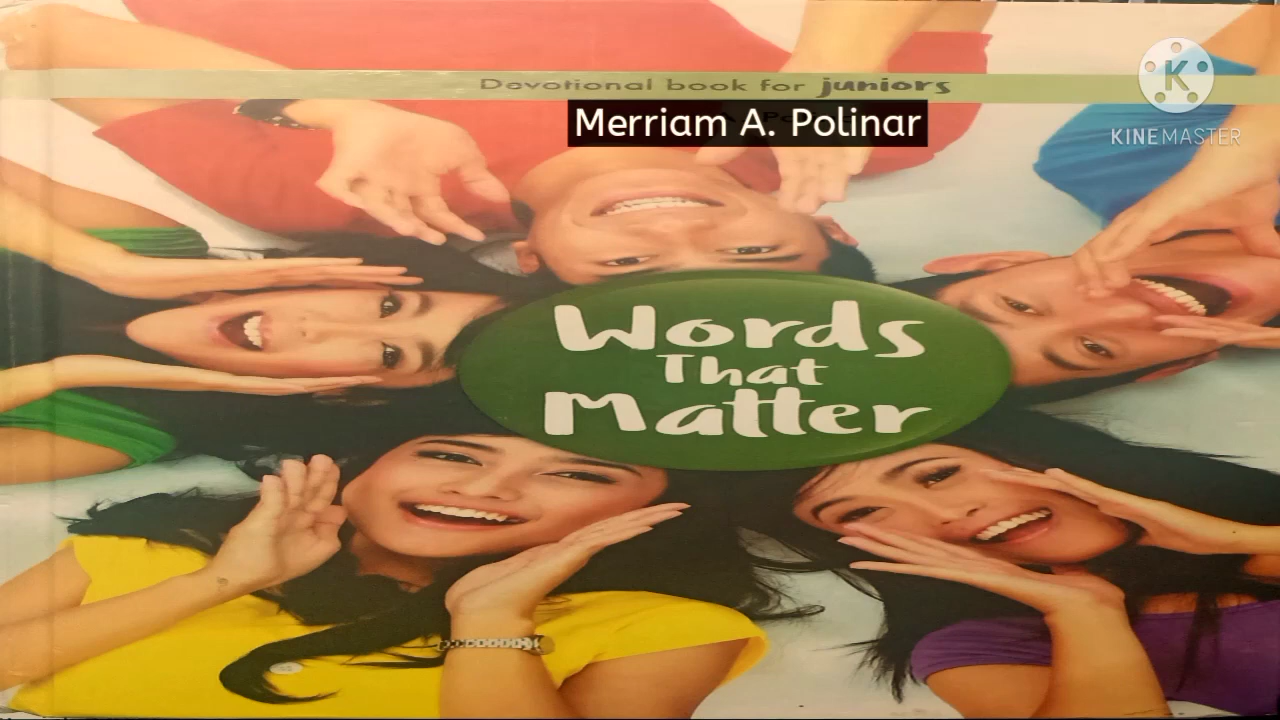 Devotional book for juniors
Merriam A. Polinar
K
KINEMASTER
Words
That
Matter